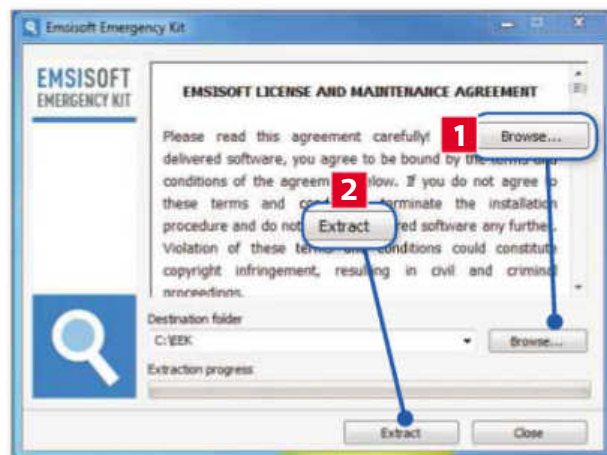 Emsisoft Emergency Kit
EMSISOFT
EMERGENCY KIT
EMSISOFT LICENSE AND MAINTENANCE AGREEMENT
Please read this agreement carefully!
1 Browse...
delivered software, you agree to be bound by the terms and
conditions of the agreem low. If you do not agree to
2
these terms and cond terminate the installation
Extract
procedure and do not red software any further.
Violation of these te conditions could constitute
copyright infringement, resulting in civil and criminal
proceedings.
Destination folder
C:\EEK
Browse...
Extraction progress
Extract
Close